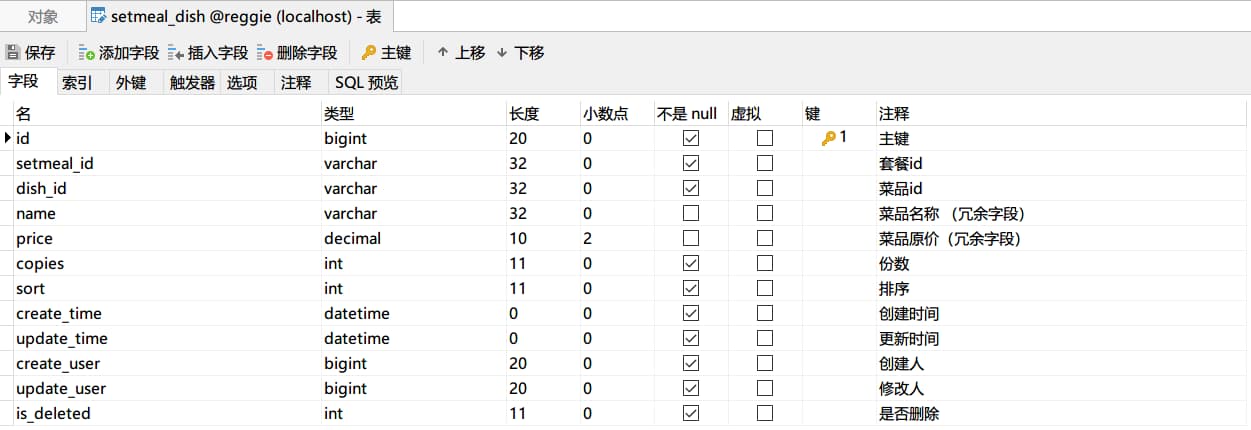 对象 setmeal_dish @reggie (localhost) - 表
保存 添加字段 插入字段 删除字段 主键 上移 下移
字段 索引 外键 触发器 选项 注释 SQL 预览
名 类型 长度 小数点 不是 null 虚拟 键 注释
id bigint 20 0 1 主键
setmeal_id varchar 32 0 套餐id
dish_id varchar 32 0 菜品id
name varchar 32 0 菜品名称 （冗余字段）
price decimal 10 2 菜品原价（冗余字段）
copies int 11 0 份数
sort int 11 0 排序
create_time datetime 0 0 创建时间
update_time datetime 0 0 更新时间
create_user bigint 20 0 创建人
update_user bigint 20 0 修改人
is_deleted int 11 0 是否删除